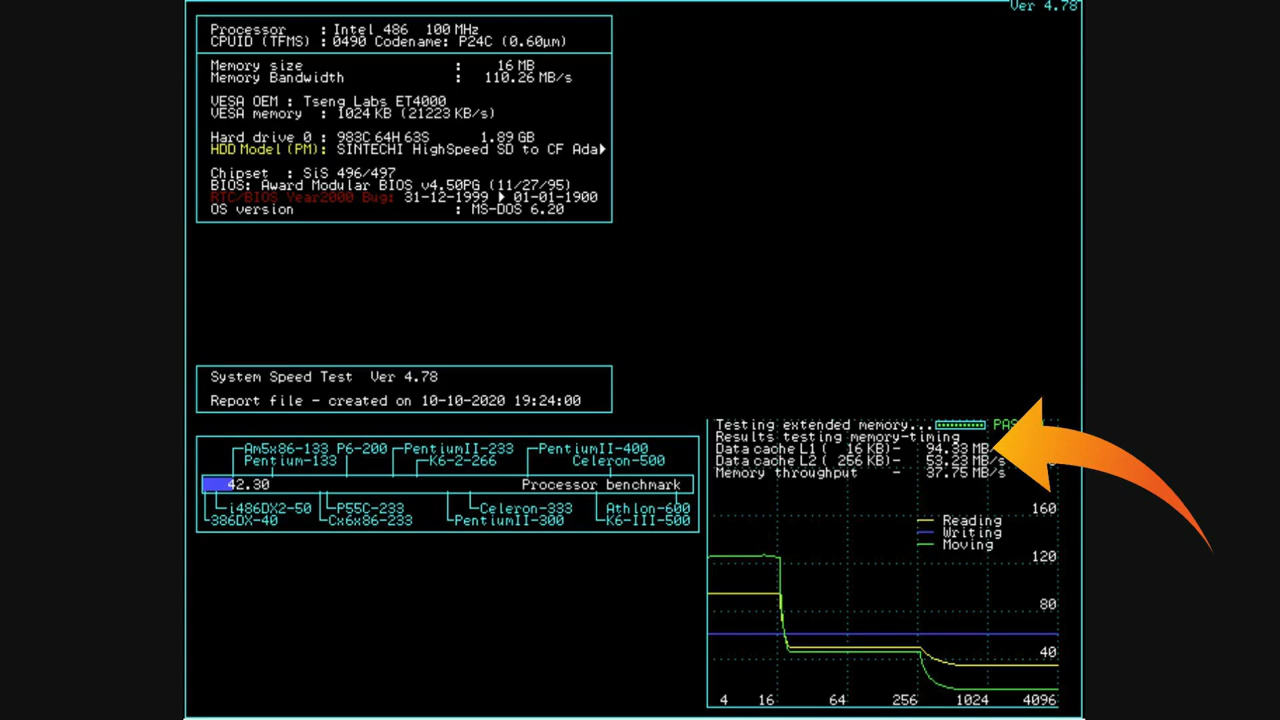 Ver 4.78
Processor : Intel 486 100 MHz
CPUID (TFMS) : 0490 Codename: P24C (0.60µm)
Memory size : 16 MB
Memory Bandwidth : 110.26 MB/s
VESA OEM : Tseng Labs ET4000
VESA memory : 1024 KB (21223 KB/s)
Hard drive 0 : 983C 64H 63S 1.89 GB
HDD Model (PM): SINTECHI HighSpeed SD to CF Ada
Chipset : SiS 496/497
BIOS: Award Modular BIOS v4.50PG (11/27/95)
RTC/BIOS Year2000 Bug: 31-12-1999 ▶ 01-01-1900
OS version : MS-DOS 6.20
System Speed Test Ver 4.78
Report file - created on 10-10-2020 19:24:00
Am5x86-133 P6-200 PentiumII-233 PentiumII-400
Pentium-133 K6-2-266 Celeron-500
42.30 Processor benchmark
i486DX2-50 P55C-233 Celeron-333 Athlon-600
386DX-40 Cx6x86-233 PentiumII-300 K6-III-500
Testing extended memory...
Results testing memory-timing
Data cache L1 ( 16 KB)- 94.33 MB
Data cache L2 ( 256 KB)- 53.23 MB/s
Memory throughput - 37.75 MB/s
160
Reading
Writing
Moving
120
80
40
4 16 64 256 1024 4096